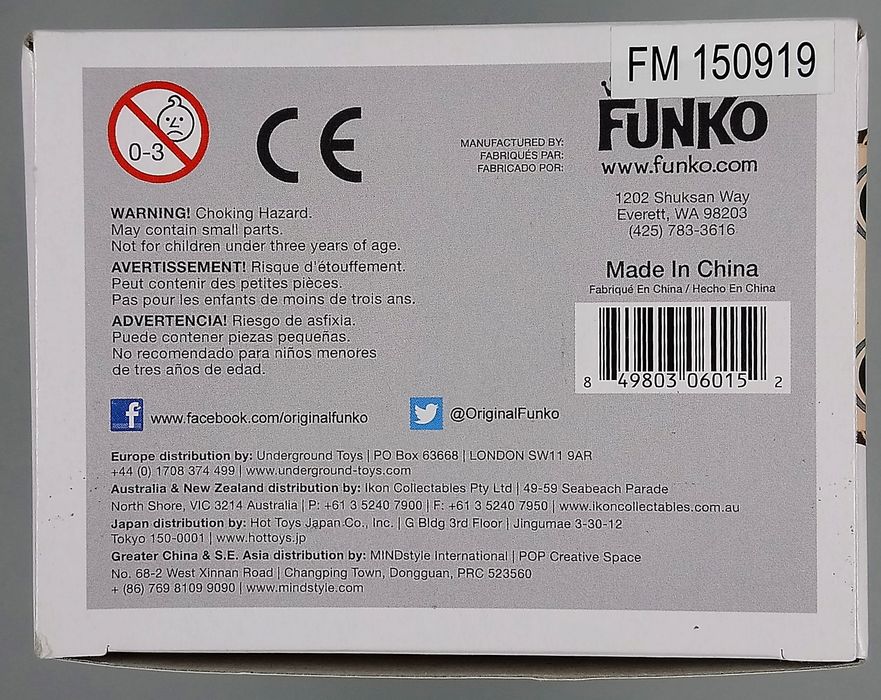 FM 150919
0-3
CE
MANUFACTURED BY:
FABRIQUÉS PAR:
FABRICADO POR:
FUNKO
www.funko.com
1202 Shuksan Way
Everett, WA 98203
(425) 783-3616
WARNING! Choking Hazard.
May contain small parts.
Not for children under three years of age.
AVERTISSEMENT! Risque d'étouffement.
Peut contenir des petites pièces.
Pas pour les enfants de moins de trois ans.
ADVERTENCIA! Riesgo de asfixia.
Puede contener piezas pequeñas.
No recomendado para niños menores
de tres años de edad.
Made In China
Fabriqué En China / Hecho En China
8 49803 06015 2
www.facebook.com/originalfunko
@OriginalFunko
Europe distribution by: Underground Toys | PO Box 63668 | LONDON SW11 9AR
+44 (0) 1708 374 499 | www.underground-toys.com
Australia & New Zealand distribution by: Ikon Collectables Pty Ltd | 49-59 Seabeach Parade
North Shore, VIC 3214 Australia | P: +61 3 5240 7900 | F: +61 3 5240 7950 | www.ikoncollectables.com.au
Japan distribution by: Hot Toys Japan Co., Inc. | G Bldg 3rd Floor | Jingumae 3-30-12
Tokyo 150-0001 | www.hottoys.jp
Greater China & S.E. Asia distribution by: MINDstyle International | POP Creative Space
No. 68-2 West Xinnan Road | Changping Town, Dongguan, PRC 523560
+ (86) 769 8109 9090 | www.mindstyle.com